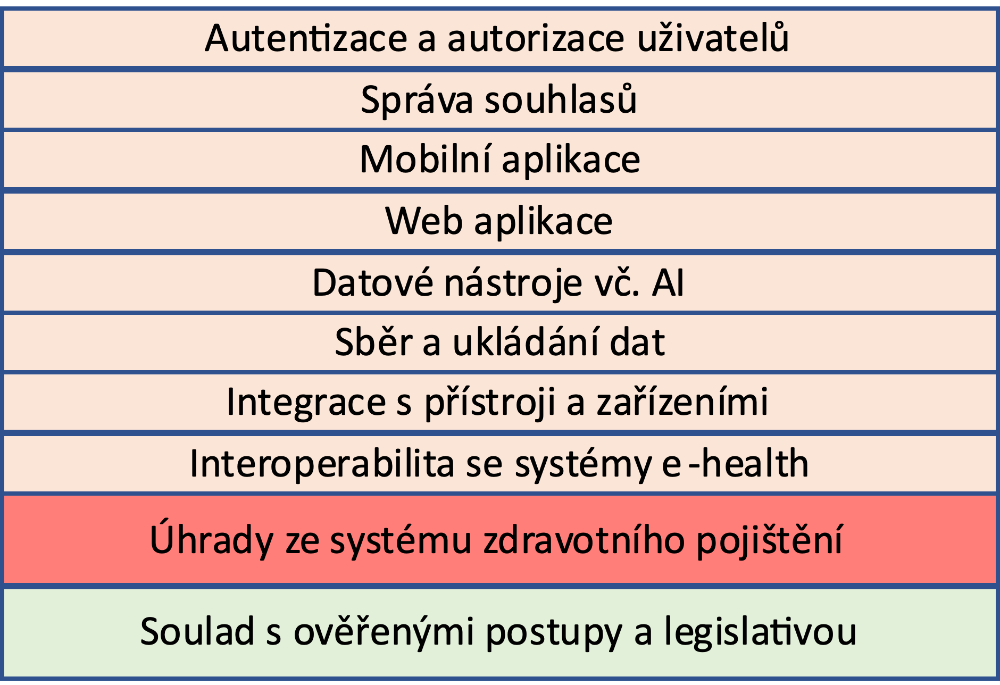 Autentizace a autorizace uživatelů
Správa souhlasů
Mobilní aplikace
Web aplikace
Datové nástroje vč. AI
Sběr a ukládání dat
Integrace s přístroji a zařízeními
Interoperabilita se systémy e-health
Úhrady ze systému zdravotního pojištění
Soulad s ověřenými postupy a legislativou